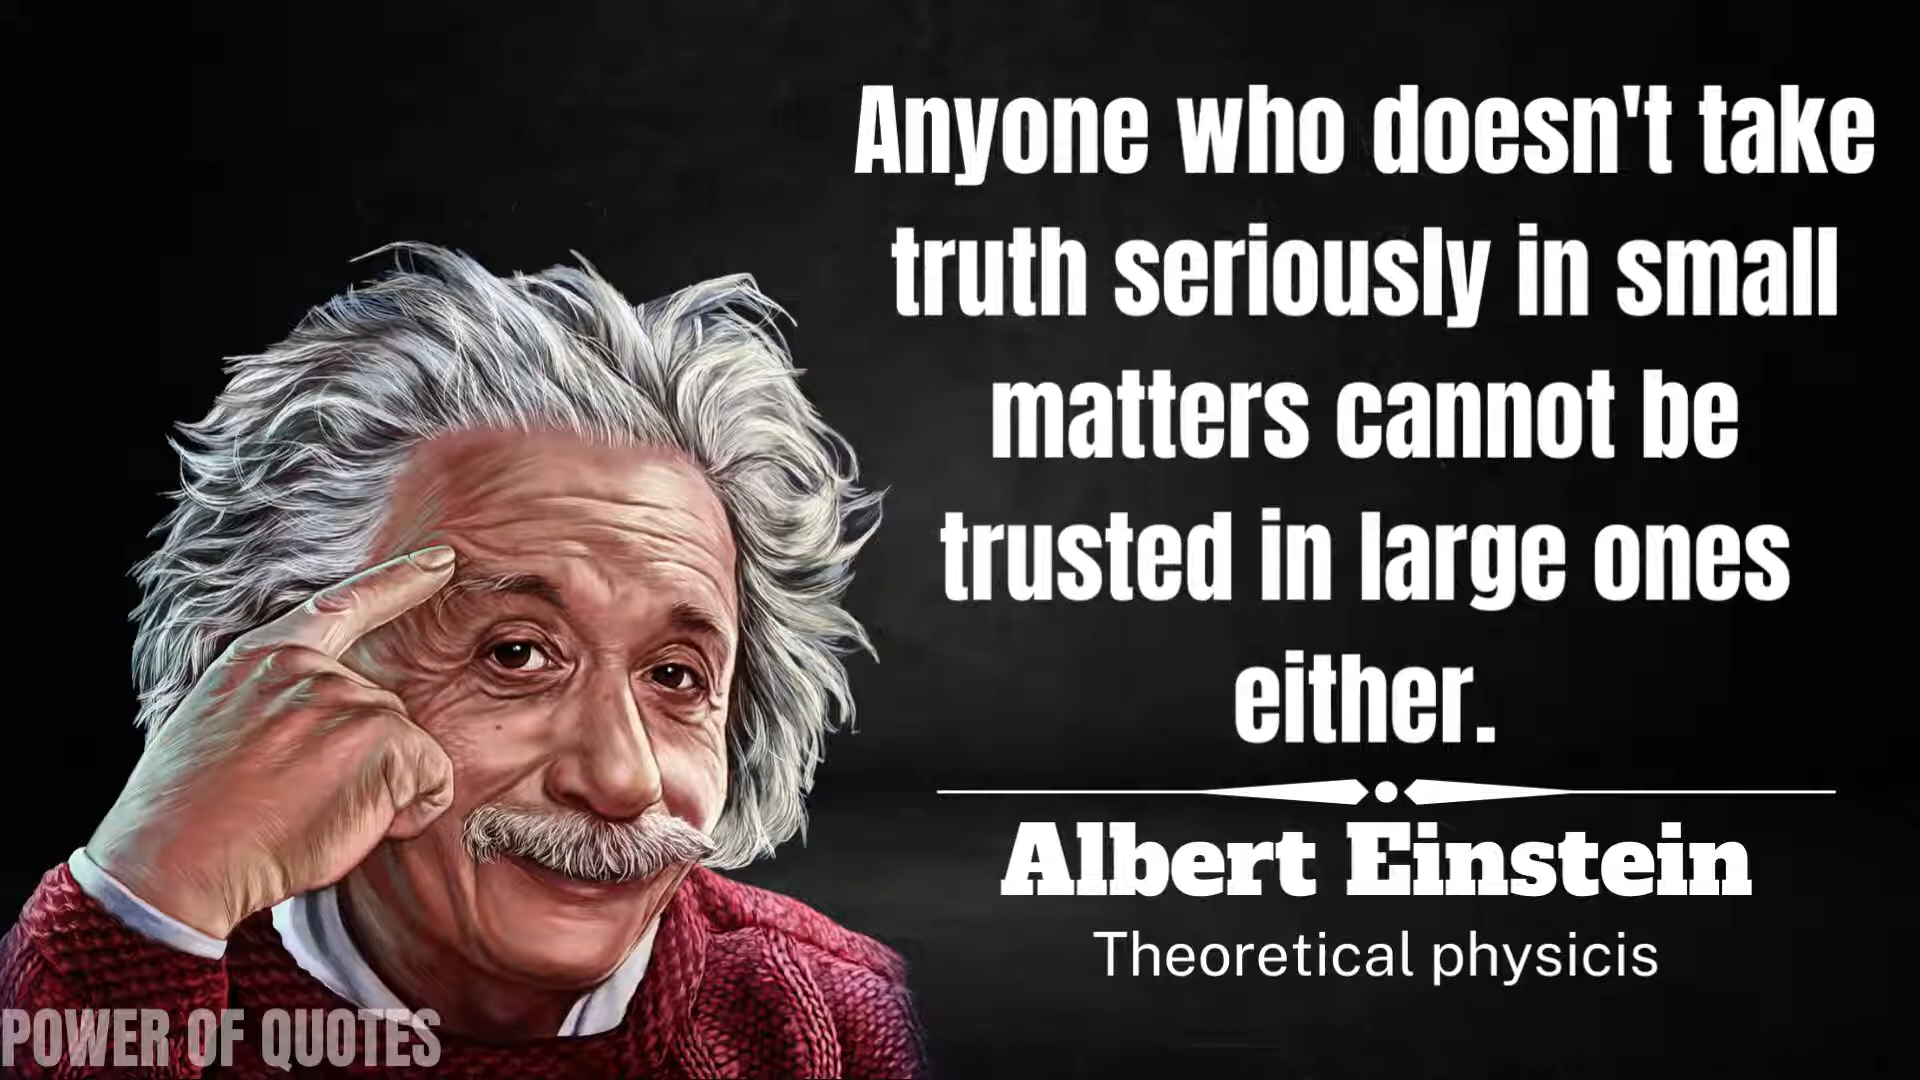 Anyone who doesn't take
truth seriously in small
matters cannot be
trusted in large ones
either.
Albert Einstein
Theoretical physicis
POWER OF QUOTES